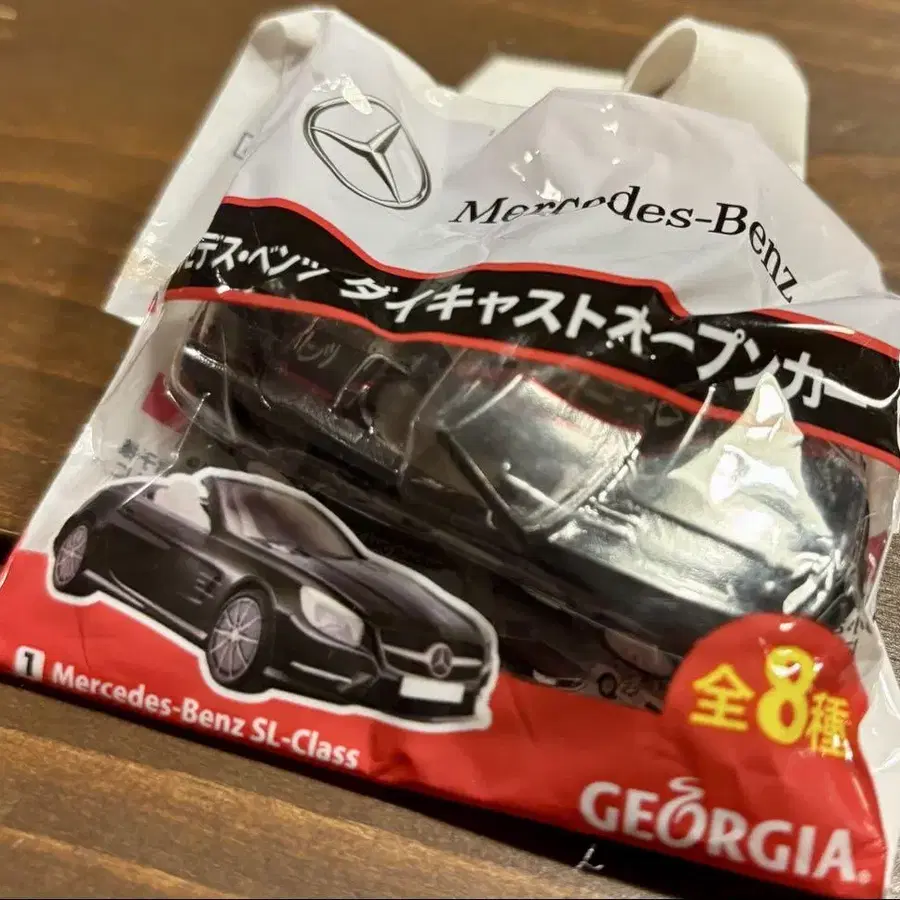 Mercedes-Benz
デス・ベンツ ダイキャストオープンカー
1 Mercedes-Benz SL-Class
全8種
GEORGIA